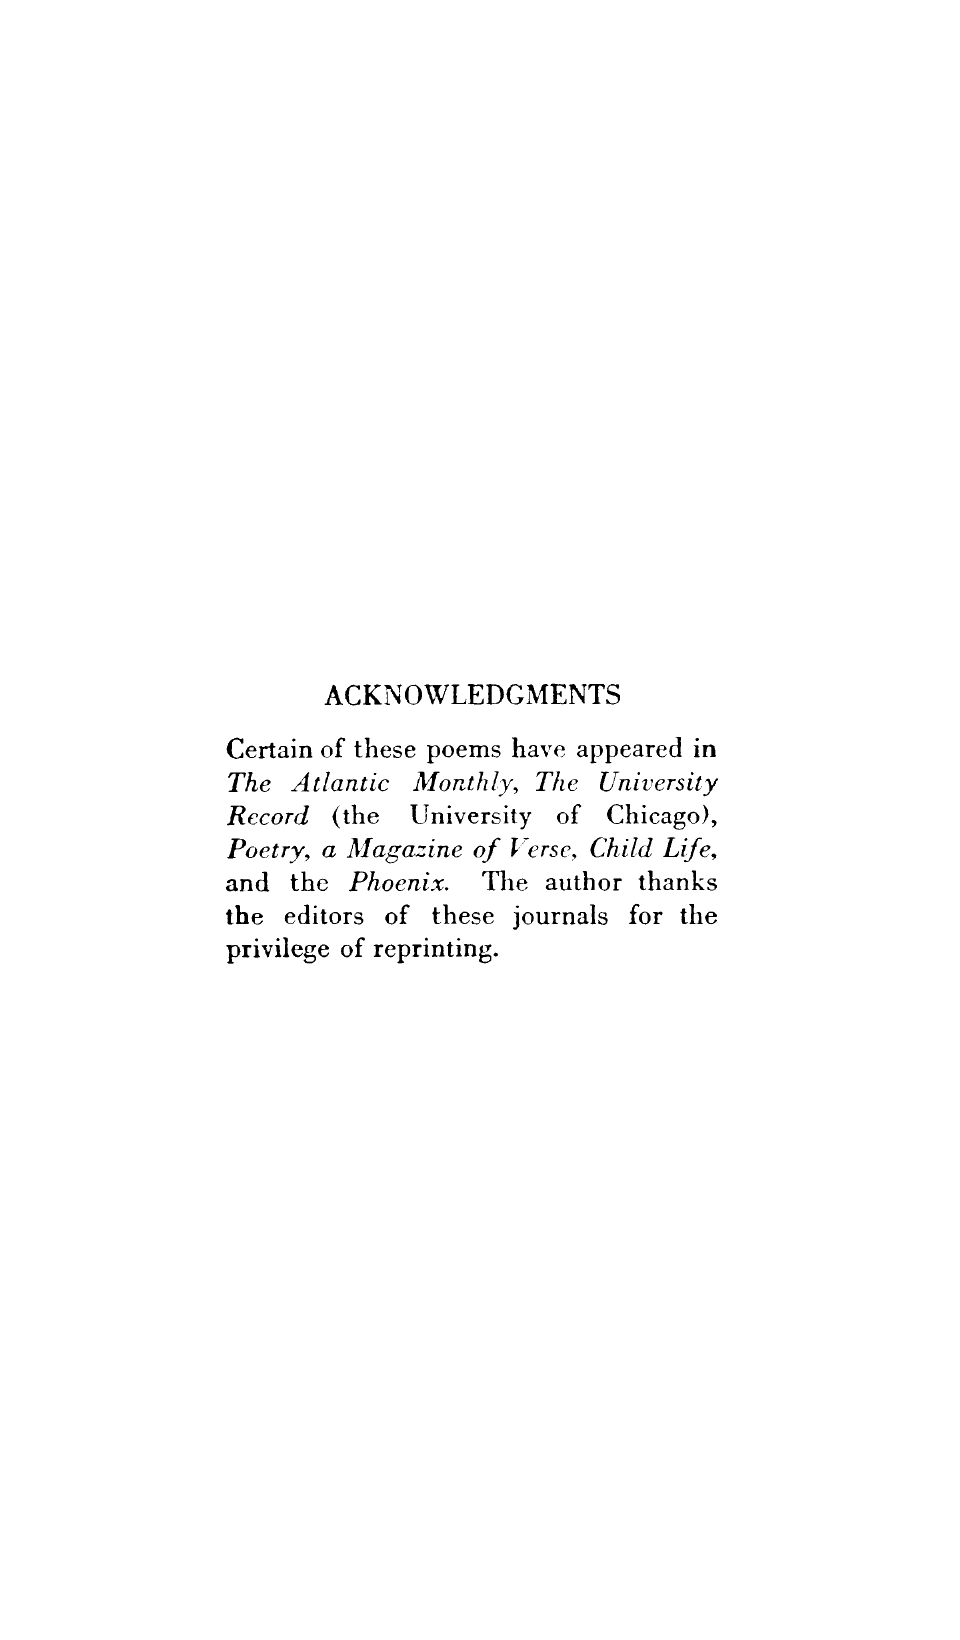 ACKNOWLEDGMENTS
Certain of these poems have appeared in
The Atlantic Monthly, The University
Record (the University of Chicago),
Poetry, a Magazine of Verse, Child Life,
and the Phoenix. The author thanks
the editors of these journals for the
privilege of reprinting.